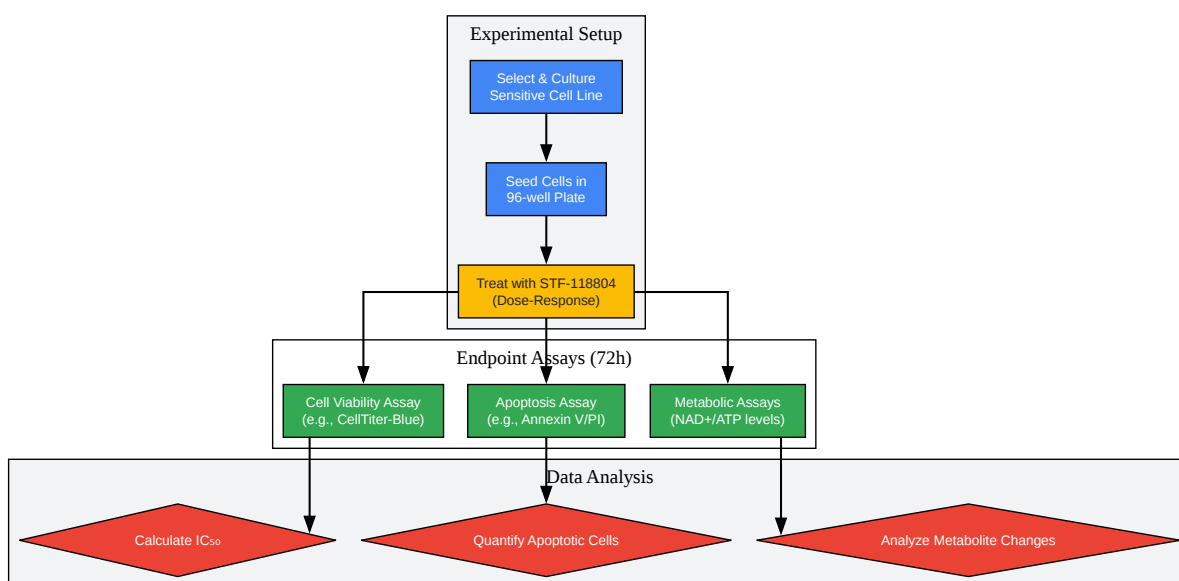 Experimental Setup
Select & Culture
Sensitive Cell Line
Seed Cells in
96-well Plate
Treat with STF-118804
(Dose-Response)
Endpoint Assays (72h)
Cell Viability Assay
(e.g., CellTiter-Blue)
Apoptosis Assay
(e.g., Annexin V/PI)
Metabolic Assays
(NAD+/ATP levels)
Data Analysis
Calculate IC₅₀
Quantify Apoptotic Cells
Analyze Metabolite Changes